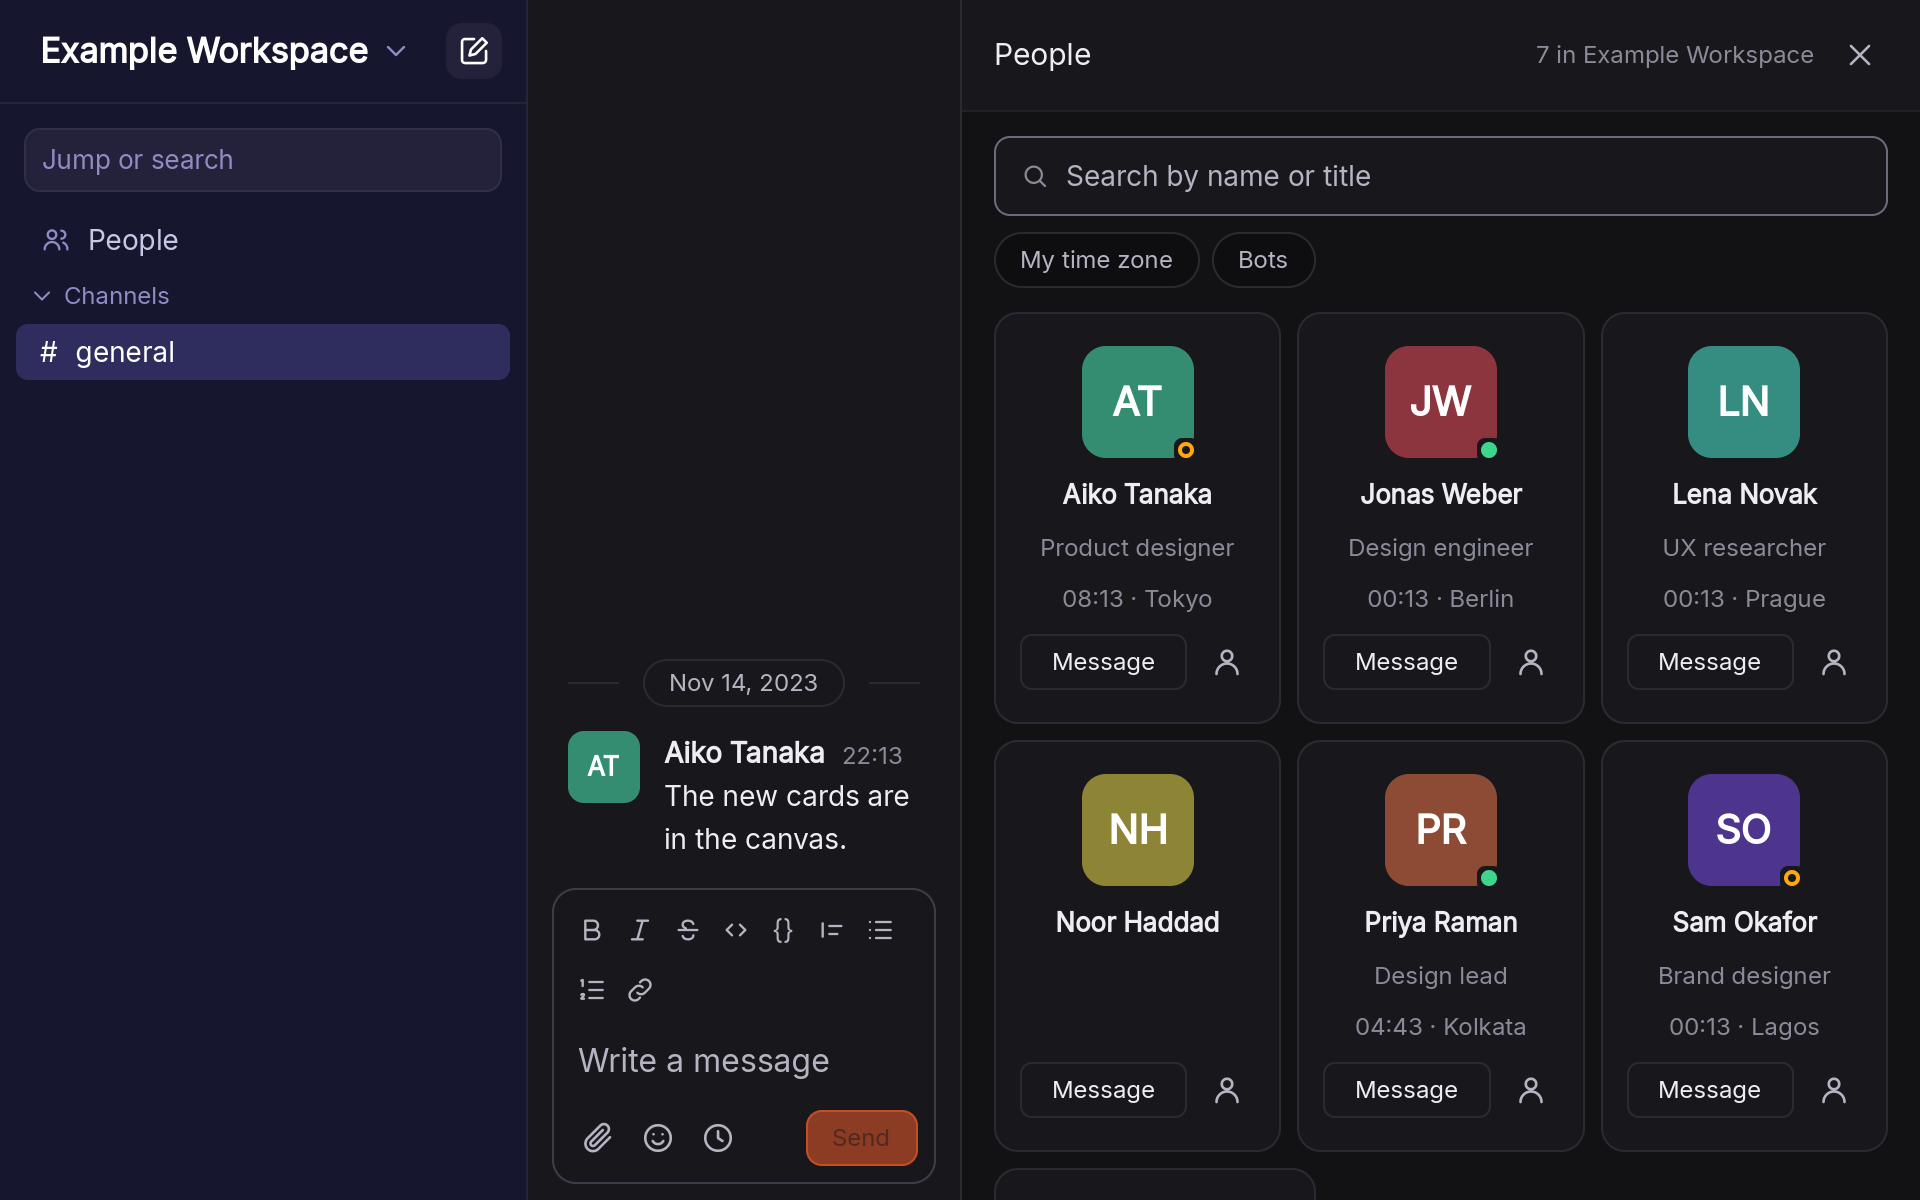 Example Workspace
Jump or search
People
Channels
# general
Nov 14, 2023
AT
Aiko Tanaka 22:13
The new cards are
in the canvas.
Write a message
Send
People
7 in Example Workspace
Search by name or title
My time zone
Bots
AT
Aiko Tanaka
Product designer
08:13 · Tokyo
Message
JW
Jonas Weber
Design engineer
00:13 · Berlin
Message
LN
Lena Novak
UX researcher
00:13 · Prague
Message
NH
Noor Haddad
Message
PR
Priya Raman
Design lead
04:43 · Kolkata
Message
SO
Sam Okafor
Brand designer
00:13 · Lagos
Message